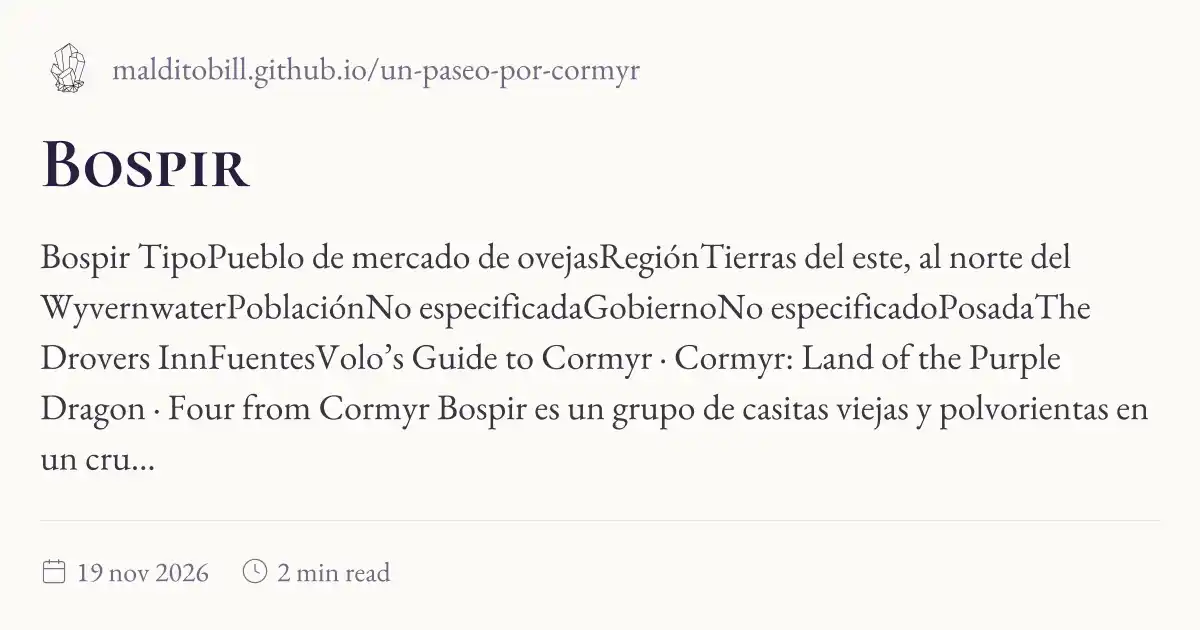 malditobill.github.io/un-paseo-por-cormyr
Bospir
Bospir TipoPueblo de mercado de ovejasRegiónTierras del este, al norte del
WyvernwaterPoblaciónNo especificadaGobiernoNo especificadoPosadaThe
Drovers InnFuentesVolo’s Guide to Cormyr · Cormyr: Land of the Purple
Dragon · Four from Cormyr Bospir es un grupo de casitas viejas y polvorientas en
un cru...
19 nov 2026
2 min read